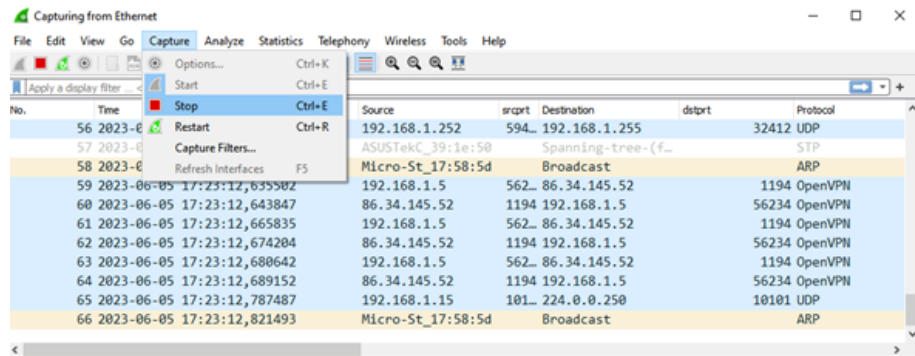 Capturing from Ethernet
File Edit View Go Capture Analyze Statistics Telephony Wireless Tools Help
Options... Ctrl+K
Apply a display filter ... <
Start Ctrl+E
Stop Ctrl+E
Restart Ctrl+R
Capture Filters...
Refresh Interfaces F5
No. Time Source srcprt Destination dstprt Protocol
56 2023-0 192.168.1.252 594... 192.168.1.255 32412 UDP
57 2023-0 ASUSTekC_39:1e:50 Spanning-tree-(f... STP
58 2023-0 Micro-St_17:58:5d Broadcast ARP
59 2023-06-05 17:23:12,635502 192.168.1.5 562... 86.34.145.52 1194 OpenVPN
60 2023-06-05 17:23:12,643847 86.34.145.52 1194 192.168.1.5 56234 OpenVPN
61 2023-06-05 17:23:12,665835 192.168.1.5 562... 86.34.145.52 1194 OpenVPN
62 2023-06-05 17:23:12,674204 86.34.145.52 1194 192.168.1.5 56234 OpenVPN
63 2023-06-05 17:23:12,680642 192.168.1.5 562... 86.34.145.52 1194 OpenVPN
64 2023-06-05 17:23:12,689152 86.34.145.52 1194 192.168.1.5 56234 OpenVPN
65 2023-06-05 17:23:12,787487 192.168.1.15 101... 224.0.0.250 10101 UDP
66 2023-06-05 17:23:12,821493 Micro-St_17:58:5d Broadcast ARP